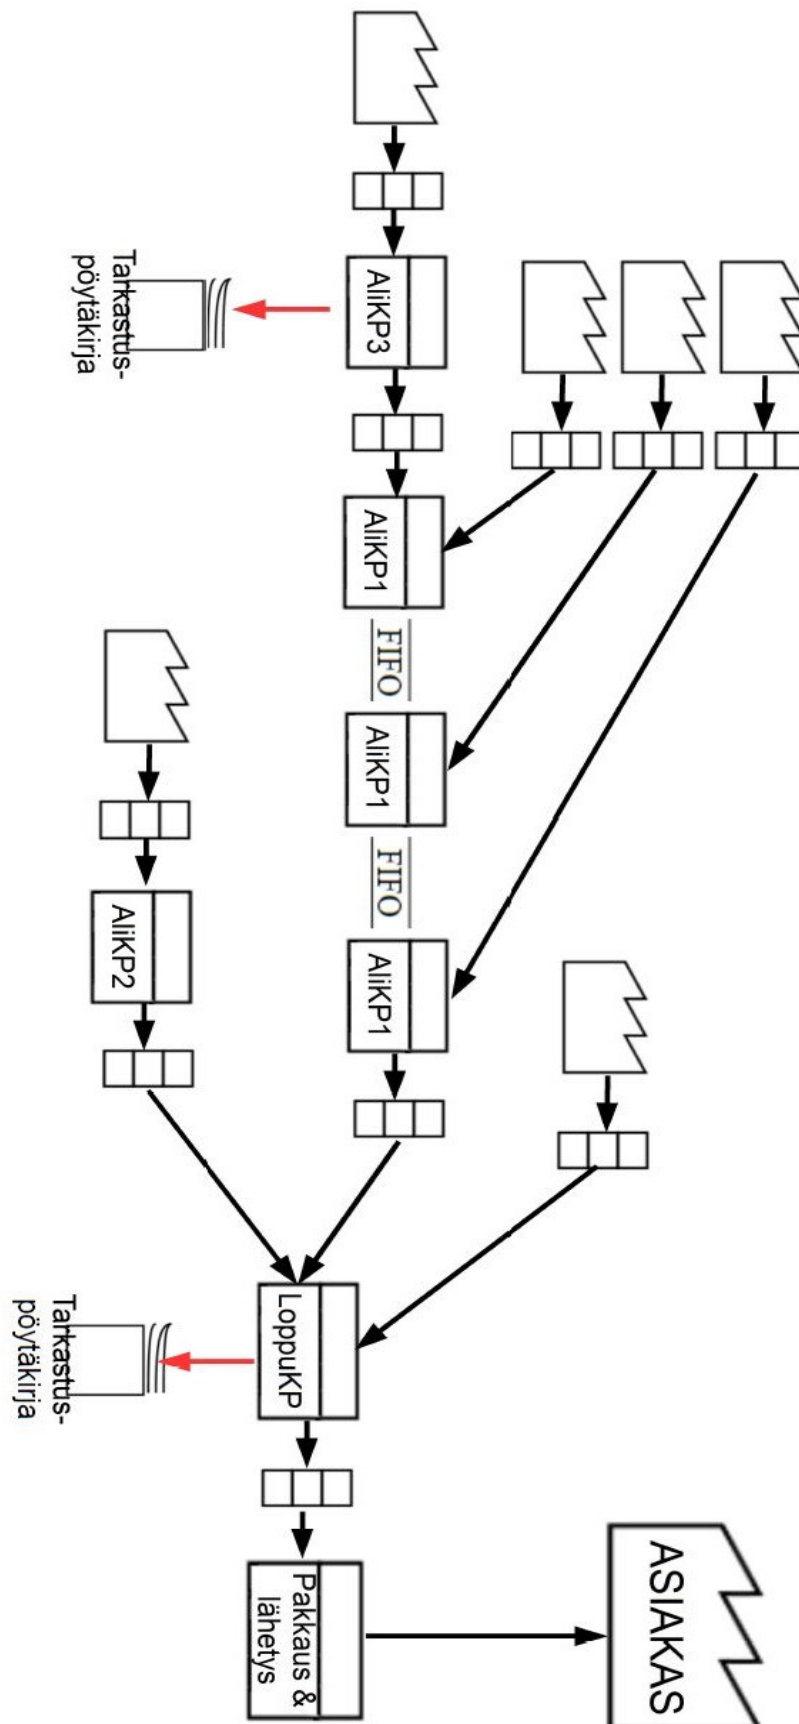 ASIAKAS
AliKP3
AliKP1
FIFO
AliKP1
FIFO
AliKP1
LoppuKP
Pakkaus &
lähetys
AliKP2
Tarkastus-
pöytäkirja
Tarkastus-
pöytäkirja